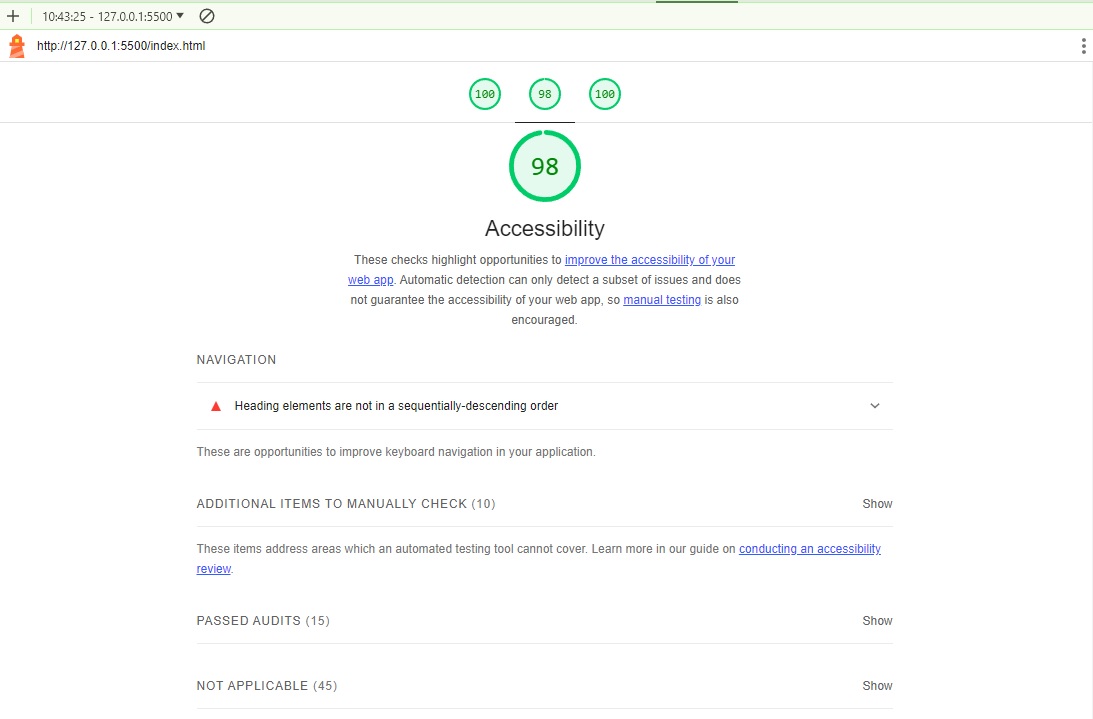 10:43:25 - 127.0.0.1:5500
http://127.0.0.1:5500/index.html
100 98 100
98
Accessibility
These checks highlight opportunities to improve the accessibility of your
web app. Automatic detection can only detect a subset of issues and does
not guarantee the accessibility of your web app, so manual testing is also
encouraged.
NAVIGATION
Heading elements are not in a sequentially-descending order
These are opportunities to improve keyboard navigation in your application.
ADDITIONAL ITEMS TO MANUALLY CHECK (10) Show
These items address areas which an automated testing tool cannot cover. Learn more in our guide on conducting an accessibility
review.
PASSED AUDITS (15) Show
NOT APPLICABLE (45) Show